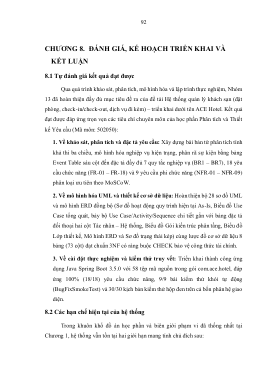 92
CHƯƠNG 8. ĐÁNH GIÁ, KẾ HOẠCH TRIỂN KHAI VÀ
KẾT LUẬN
8.1 Tự đánh giá kết quả đạt được
Qua quá trình khảo sát, phân tích, mô hình hóa và lập trình thực nghiệm, Nhóm
13 đã hoàn thiện đầy đủ mục tiêu đề ra của đề tài Hệ thống quản lý khách sạn (đặt
phòng, check-in/check-out, dịch vụ đi kèm) – triển khai dưới tên ACE Hotel. Kết quả
đạt được đáp ứng trọn vẹn các tiêu chí chuyên môn của học phần Phân tích và Thiết
kế Yêu cầu (Mã môn: 502050):
1. Về khảo sát, phân tích và đặc tả yêu cầu: Xây dựng bài bản từ phân tích tính
khả thi ba chiều, mô hình hóa nghiệp vụ hiện trạng, phân rã sự kiện bằng bảng
Event Table sâu cột đến đặc tả đầy đủ 7 quy tắc nghiệp vụ (BR1 – BR7), 18 yêu
cầu chức năng (FR-01 – FR-18) và 9 yêu cầu phi chức năng (NFR-01 – NFR-09)
phân loại ưu tiên theo MoSCoW.
2. Về mô hình hóa UML và thiết kế cơ sở dữ liệu: Hoàn thiện bộ 28 sơ đồ UML
và mô hình ERD đồng bộ (Sơ đồ hoạt động quy trình hiện tại As-Is, Biểu đồ Use
Case tổng quát, bảy bộ Use Case/Activity/Sequence chi tiết gắn với bảng đặc tả
đối thoại hai cột Tác nhân – Hệ thống, Biểu đồ Gói kiến trúc phân tầng, Biểu đồ
Lớp thiết kế, Mô hình ERD và Sơ đồ trạng thái luận cùng lược đồ cơ sở dữ liệu 8
bảng (73 cột) đạt chuẩn 3NF có ràng buộc CHECK bảo vệ công thức tài chính.
3. Về cài đặt thực nghiệm và kiểm thử truy vết: Triển khai thành công ứng
dụng Java Spring Boot 3.5.0 với 58 tệp mã nguồn trong gói com.ace.hotel, đáp
ứng 100% (18/18) yêu cầu chức năng, 9/9 bài kiểm thử khói tự động
(BugFixSmokeTest) và 30/30 kịch bản kiểm thử hộp đen trên cả bốn phân hệ giao
diện.
8.2 Các hạn chế hiện tại của hệ thống
Trong khuôn khổ đồ án học phần và biên giới phạm vi đã thống nhất tại
Chương 1, hệ thống vẫn tồn tại hai giới hạn mang tính chủ đích sau: